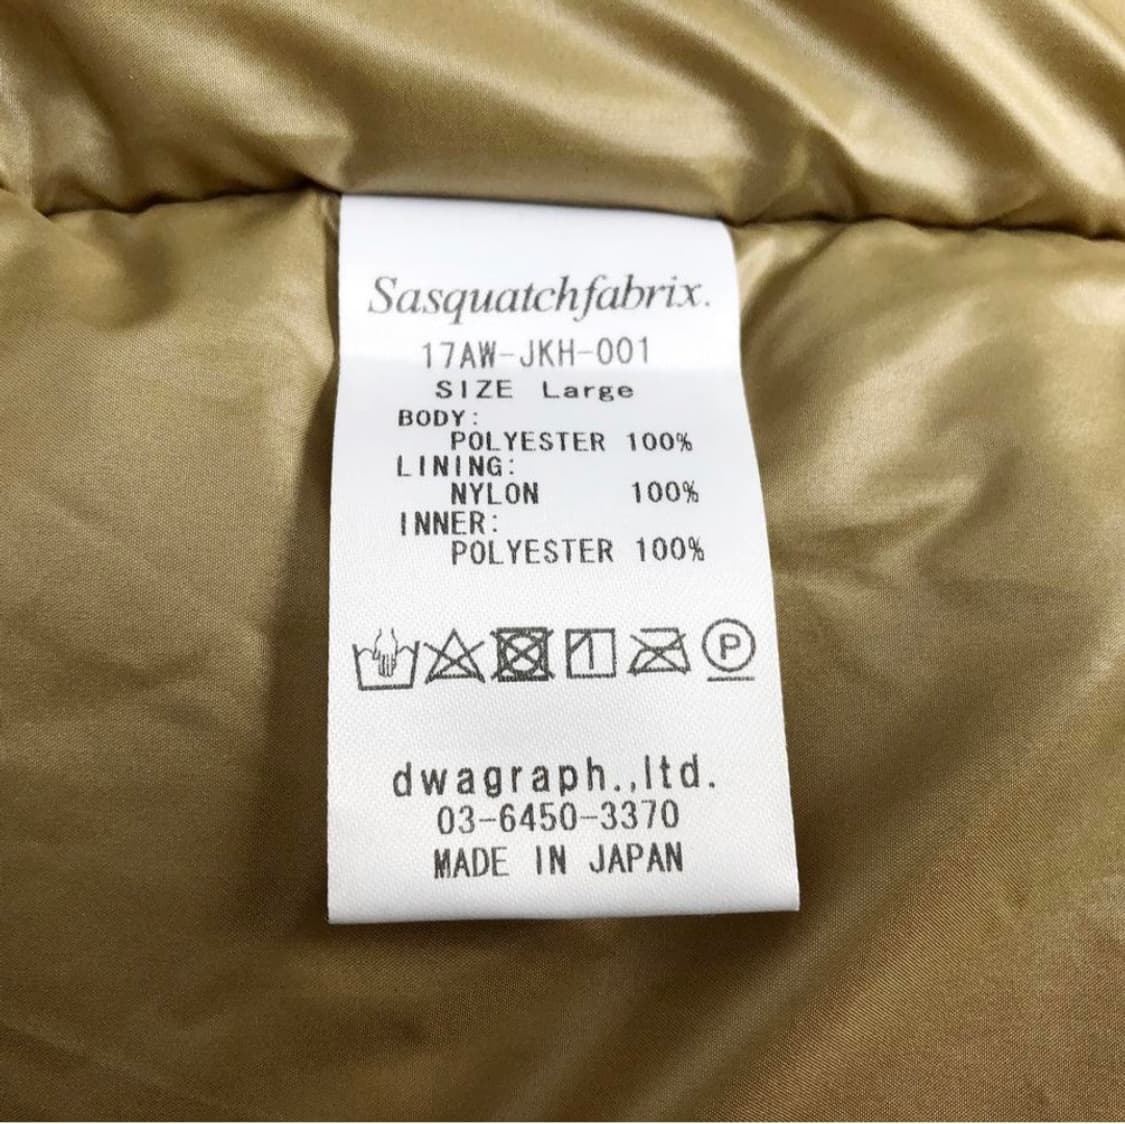 Sasquatchfabrix.
17AW-JKH-001
SIZE Large
BODY:
POLYESTER 100%
LINING:
NYLON 100%
INNER:
POLYESTER 100%
P
dwagraph.,ltd.
03-6450-3370
MADE IN JAPAN